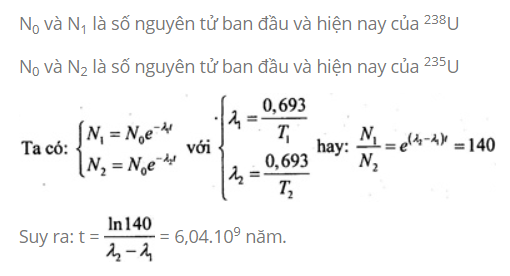 N₀ và N₁ là số nguyên tử ban đầu và hiện nay của ²³⁸U
N₀ và N₂ là số nguyên tử ban đầu và hiện nay của ²³⁵U
Ta có: { N₁ = N₀e^(-λ₁t) ; N₂ = N₀e^(-λ₂t) với { λ₁ = 0,693/T₁ ; λ₂ = 0,693/T₂ hay: N₁/N₂ = e^((λ₂-λ₁)t) = 140
Suy ra: t = ln140/(λ₂ - λ₁) = 6,04.10⁹ năm.